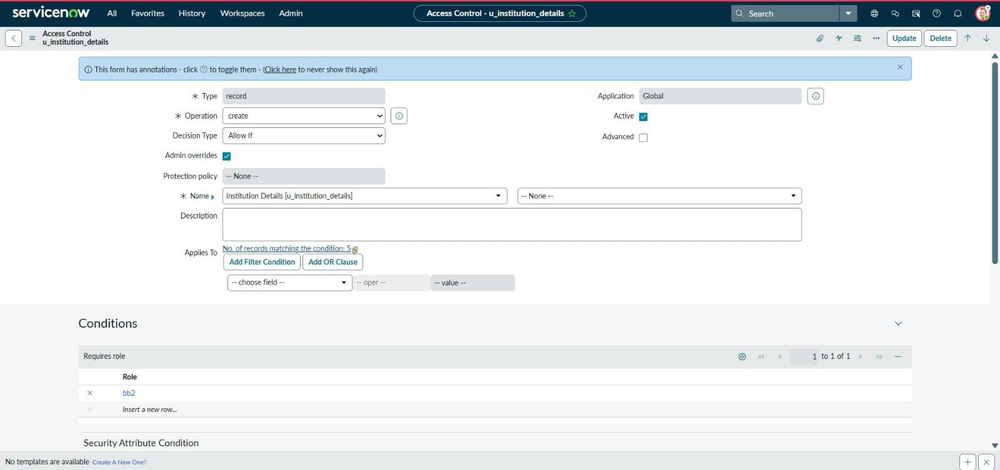 servicenow All Favorites History Workspaces Admin Access Control - u_institution_details Search
Access Control
u_institution_details
Update Delete
This form has annotations - click ? to toggle them - (Click here to never show this again)
Type record Application Global
Operation create Active
Decision Type Allow If Advanced
Admin overrides
Protection policy -- None --
Name Institution Details [u_institution_details] -- None --
Description
Applies To No. of records matching the condition: 5
Add Filter Condition Add OR Clause
-- choose field -- -- oper -- -- value --
Conditions
Requires role 1 to 1 of 1
Role
bb2
Insert a new row...
Security Attribute Condition
No templates are available Create A New One?